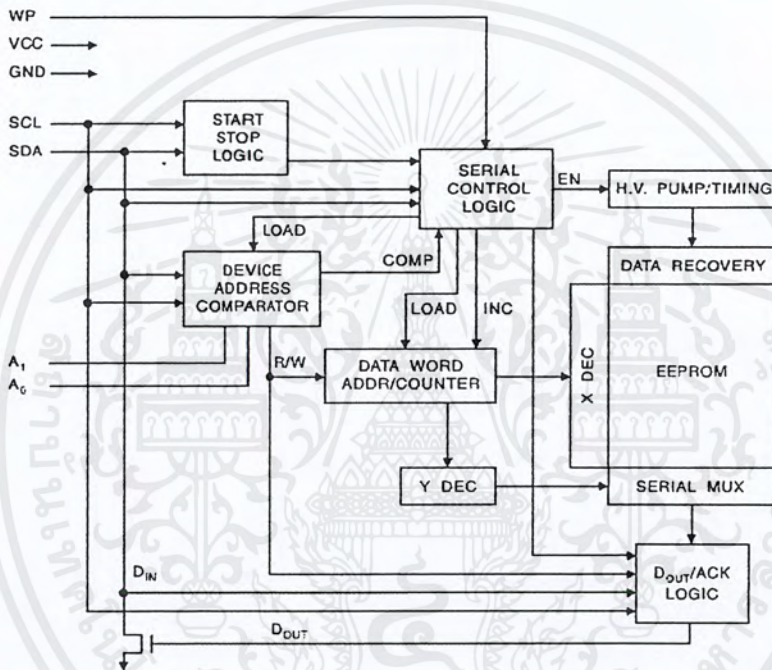 WP
VCC
GND
SCL
SDA
START
STOP
LOGIC
SERIAL
CONTROL
LOGIC
EN
H.V. PUMP/TIMING
LOAD
COMP
DATA RECOVERY
DEVICE
ADDRESS
COMPARATOR
LOAD
INC
A1
A0
R/W
DATA WORD
ADDR/COUNTER
X DEC
EEPROM
Y DEC
SERIAL MUX
DIN
DOUT/ACK
LOGIC
DOUT